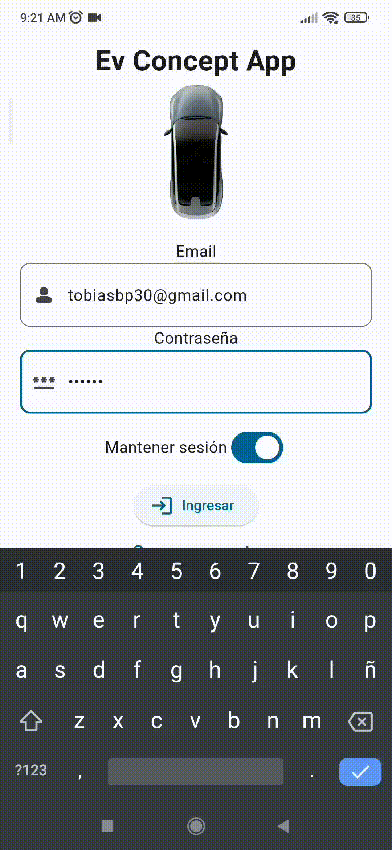 9:21 AM 35
Ev Concept App
Email
tobiasbp30@gmail.com
Contraseña
***
••••••
Mantener sesión
Ingresar
1 2 3 4 5 6 7 8 9 0
q w e r t y u i o p
a s d f g h j k l ñ
z x c v b n m
?123 , .